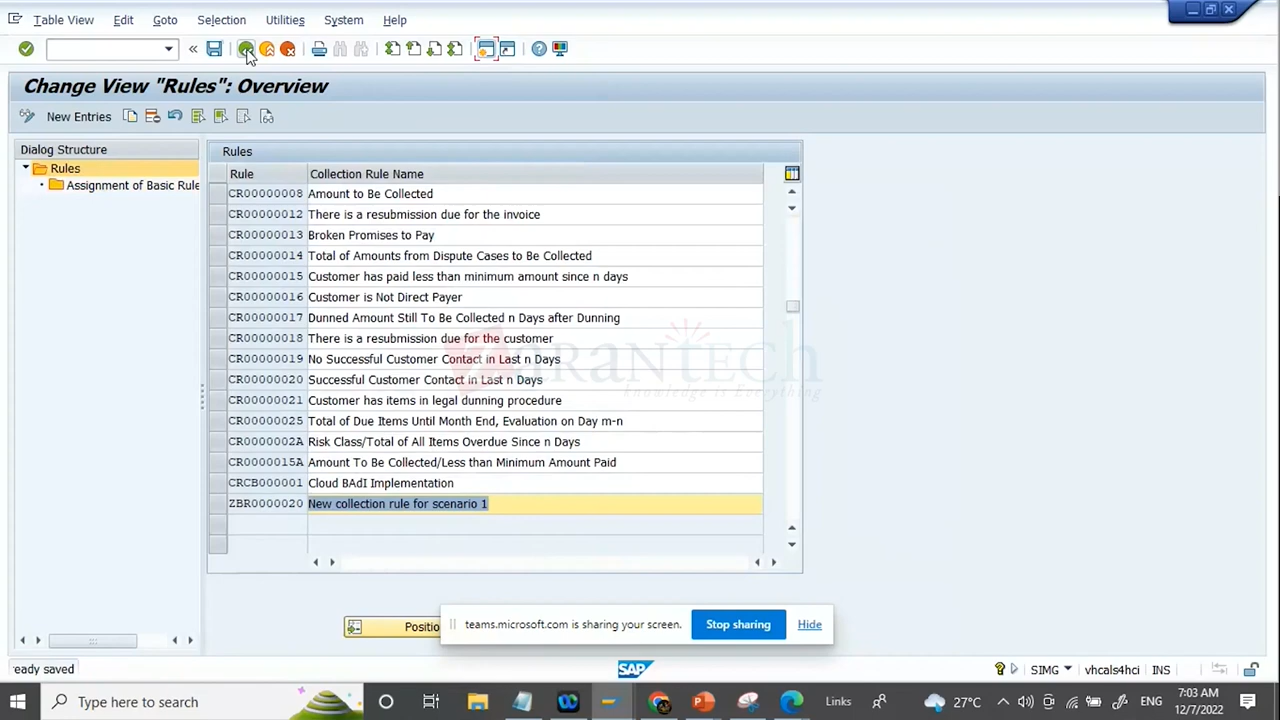 Table View Edit Goto Selection Utilities System Help
Change View "Rules": Overview
New Entries
Dialog Structure
Rules
Assignment of Basic Rule
Rules
Rule Collection Rule Name
CR00000008 Amount to Be Collected
CR00000012 There is a resubmission due for the invoice
CR00000013 Broken Promises to Pay
CR00000014 Total of Amounts from Dispute Cases to Be Collected
CR00000015 Customer has paid less than minimum amount since n days
CR00000016 Customer is Not Direct Payer
CR00000017 Dunned Amount Still To Be Collected n Days after Dunning
CR00000018 There is a resubmission due for the customer
CR00000019 No Successful Customer Contact in Last n Days
CR00000020 Successful Customer Contact in Last n Days
CR00000021 Customer has items in legal dunning procedure
CR00000025 Total of Due Items Until Month End, Evaluation on Day m-n
CR0000002A Risk Class/Total of All Items Overdue Since n Days
CR0000015A Amount To Be Collected/Less than Minimum Amount Paid
CRCB000001 Cloud BAdI Implementation
ZBR0000020 New collection rule for scenario 1
zarantech
knowledge is Everything
Positio
teams.microsoft.com is sharing your screen. Stop sharing Hide
ready saved
SAP
SIMG vhcals4hci INS
Type here to search
Links
27°C
ENG
7:03 AM
12/7/2022